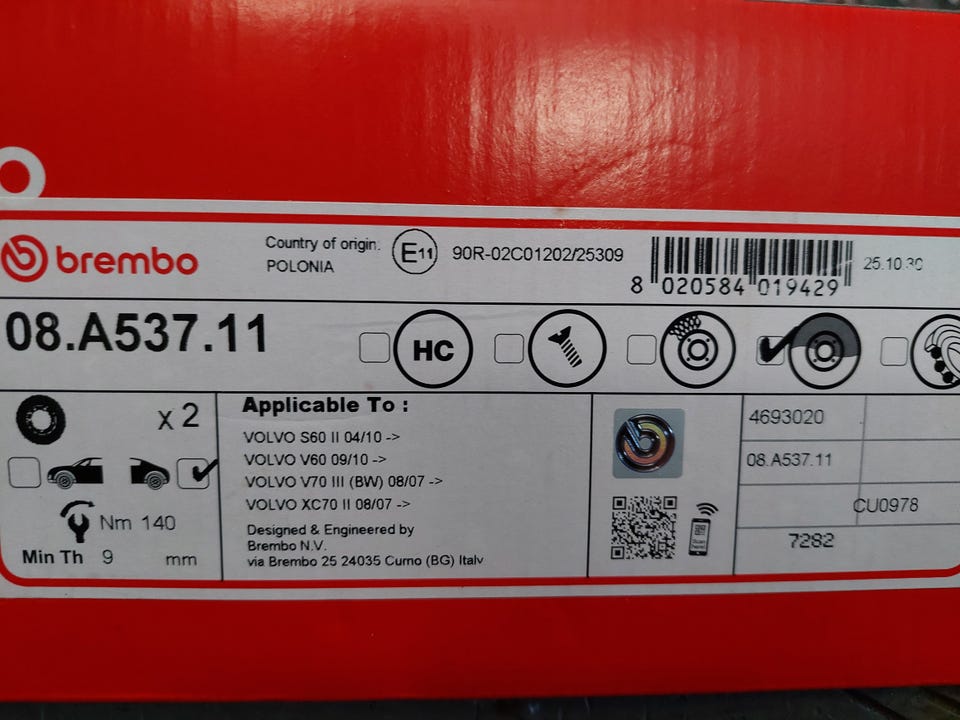 brembo
Country of origin:
POLONIA
E11
90R-02C01202/25309
8 020584 019429
25.10.30
08.A537.11
HC
x 2
Nm 140
Min Th 9 mm
Applicable To :
VOLVO S60 II 04/10 ->
VOLVO V60 09/10 ->
VOLVO V70 III (BW) 08/07 ->
VOLVO XC70 II 08/07 ->
Designed & Engineered by
Brembo N.V.
via Brembo 25 24035 Curno (BG) Italy
4693020
08.A537.11
CU0978
7282